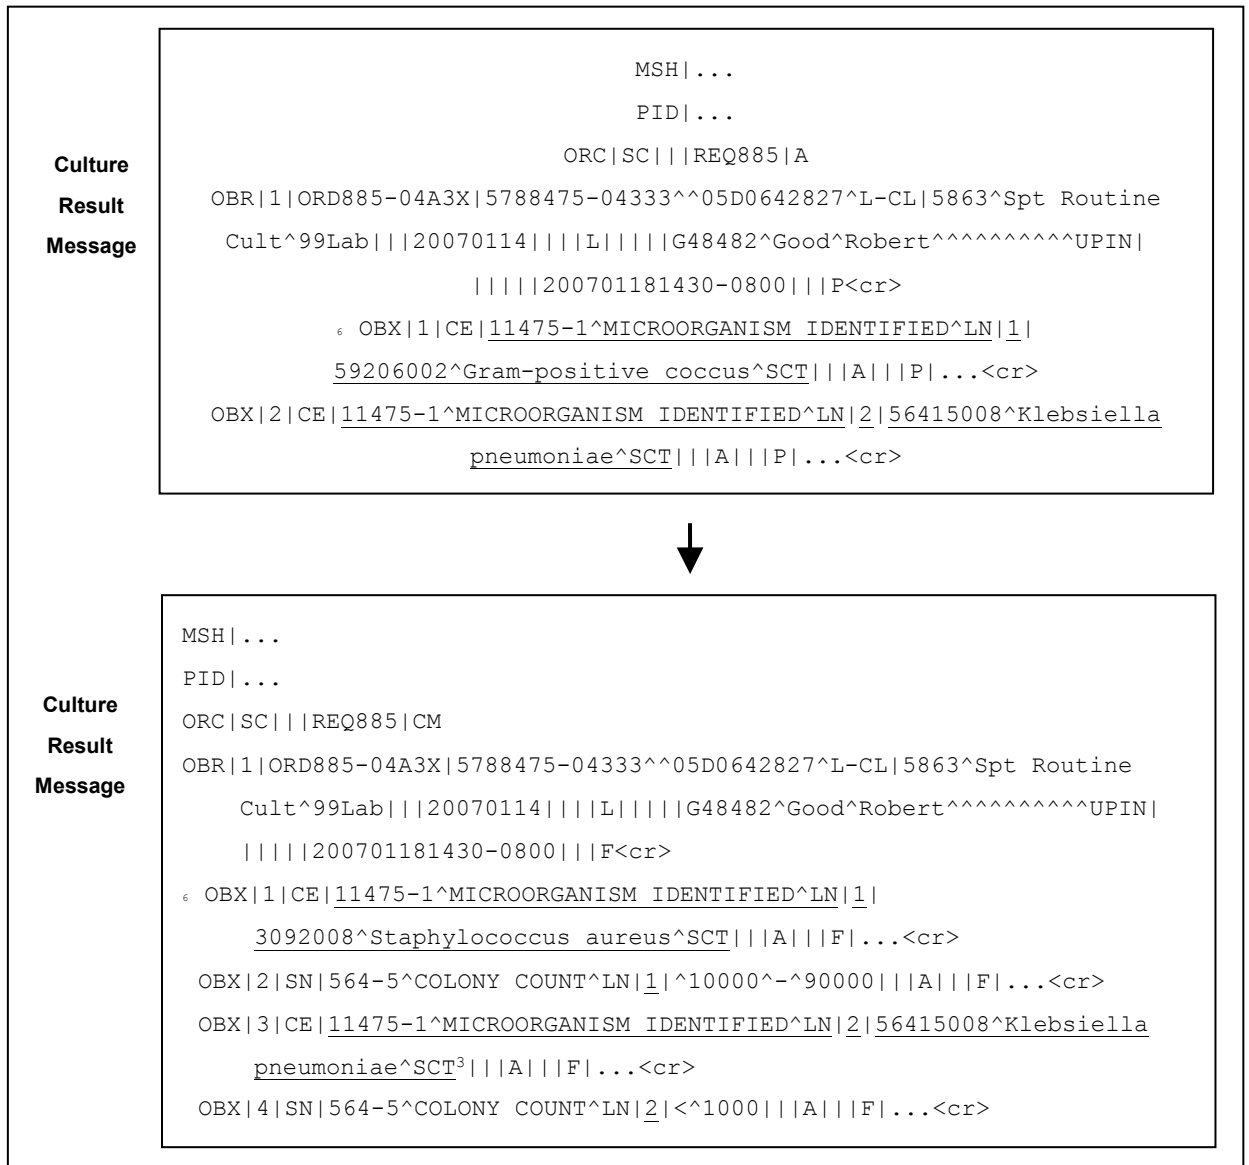 Culture
Result
Message
MSH|...
PID|...
ORC|SC|||REQ885|A
OBR|1|ORD885-04A3X|5788475-04333^^05D0642827^L-CL|5863^Spt Routine
Cult^99Lab|||20070114||||L|||||G48482^Good^Robert^^^^^^^^^^UPIN|
|||||200701181430-0800|||P<cr>
6 OBX|1|CE|11475-1^MICROORGANISM IDENTIFIED^LN|1|
59206002^Gram-positive coccus^SCT|||A|||P|...<cr>
OBX|2|CE|11475-1^MICROORGANISM IDENTIFIED^LN|2|56415008^Klebsiella
pneumoniae^SCT|||A|||P|...<cr>
Culture
Result
Message
MSH|...
PID|...
ORC|SC|||REQ885|CM
OBR|1|ORD885-04A3X|5788475-04333^^05D0642827^L-CL|5863^Spt Routine
Cult^99Lab|||20070114||||L|||||G48482^Good^Robert^^^^^^^^^^UPIN|
|||||200701181430-0800|||F<cr>
6 OBX|1|CE|11475-1^MICROORGANISM IDENTIFIED^LN|1|
3092008^Staphylococcus aureus^SCT|||A|||F|...<cr>
OBX|2|SN|564-5^COLONY COUNT^LN|1|^10000^-^90000|||A|||F|...<cr>
OBX|3|CE|11475-1^MICROORGANISM IDENTIFIED^LN|2|56415008^Klebsiella
pneumoniae^SCT³|||A|||F|...<cr>
OBX|4|SN|564-5^COLONY COUNT^LN|2|<^1000|||A|||F|...<cr>